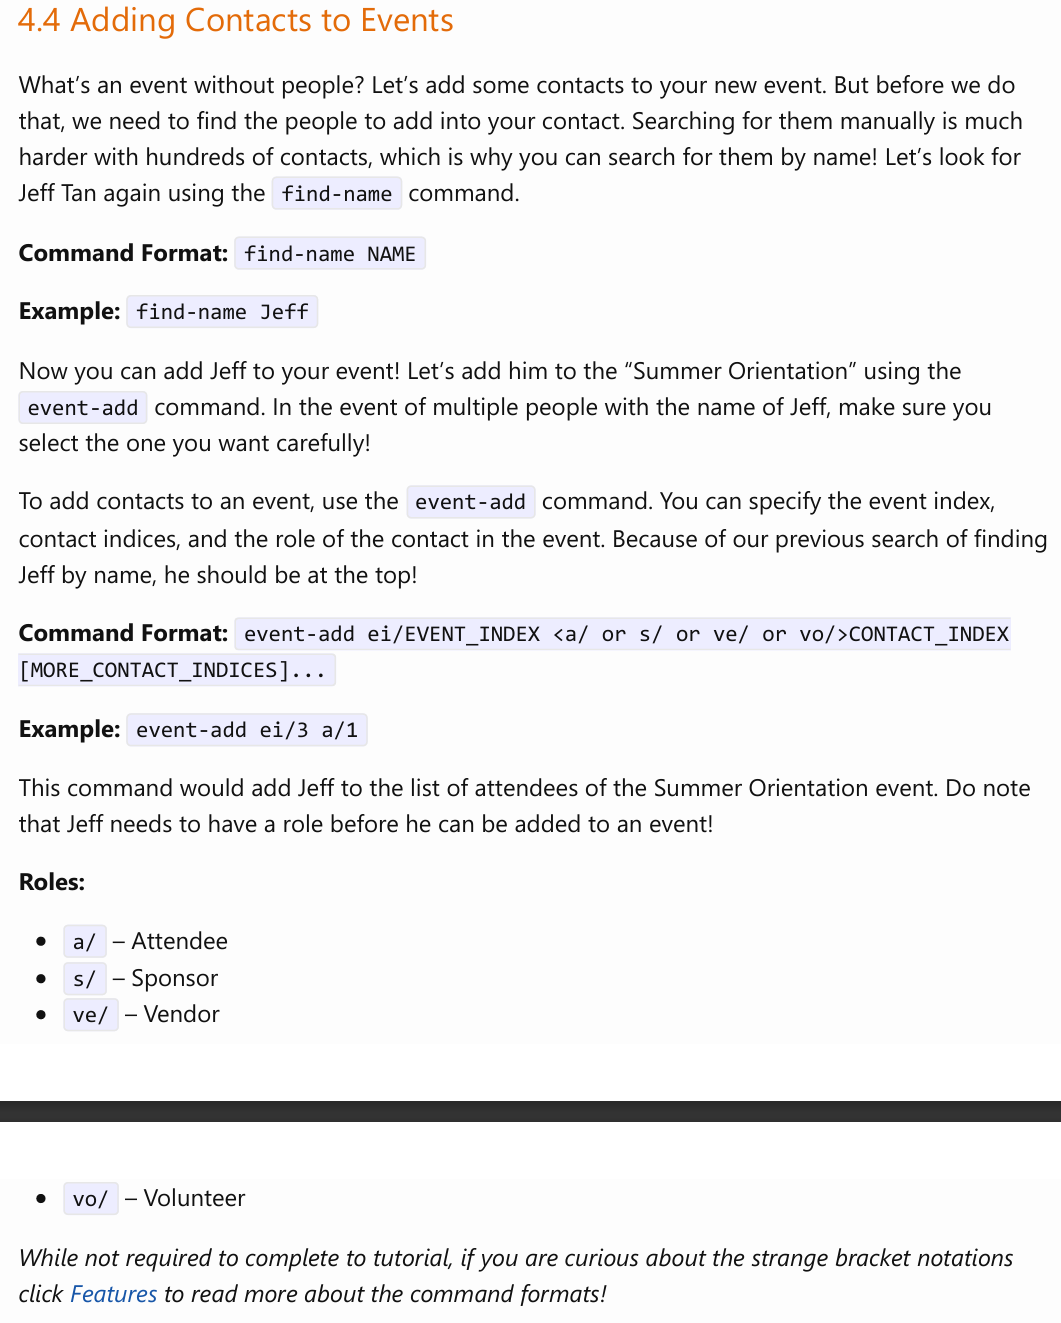 4.4 Adding Contacts to Events
What’s an event without people? Let’s add some contacts to your new event. But before we do
that, we need to find the people to add into your contact. Searching for them manually is much
harder with hundreds of contacts, which is why you can search for them by name! Let’s look for
Jeff Tan again using the find-name command.
Command Format: find-name NAME
Example: find-name Jeff
Now you can add Jeff to your event! Let’s add him to the “Summer Orientation” using the
event-add command. In the event of multiple people with the name of Jeff, make sure you
select the one you want carefully!
To add contacts to an event, use the event-add command. You can specify the event index,
contact indices, and the role of the contact in the event. Because of our previous search of finding
Jeff by name, he should be at the top!
Command Format: event-add ei/EVENT_INDEX <a/ or s/ or ve/ or vo/>CONTACT_INDEX
[MORE_CONTACT_INDICES]...
Example: event-add ei/3 a/1
This command would add Jeff to the list of attendees of the Summer Orientation event. Do note
that Jeff needs to have a role before he can be added to an event!
Roles:
• a/ – Attendee
• s/ – Sponsor
• ve/ – Vendor
• vo/ – Volunteer
While not required to complete to tutorial, if you are curious about the strange bracket notations
click Features to read more about the command formats!